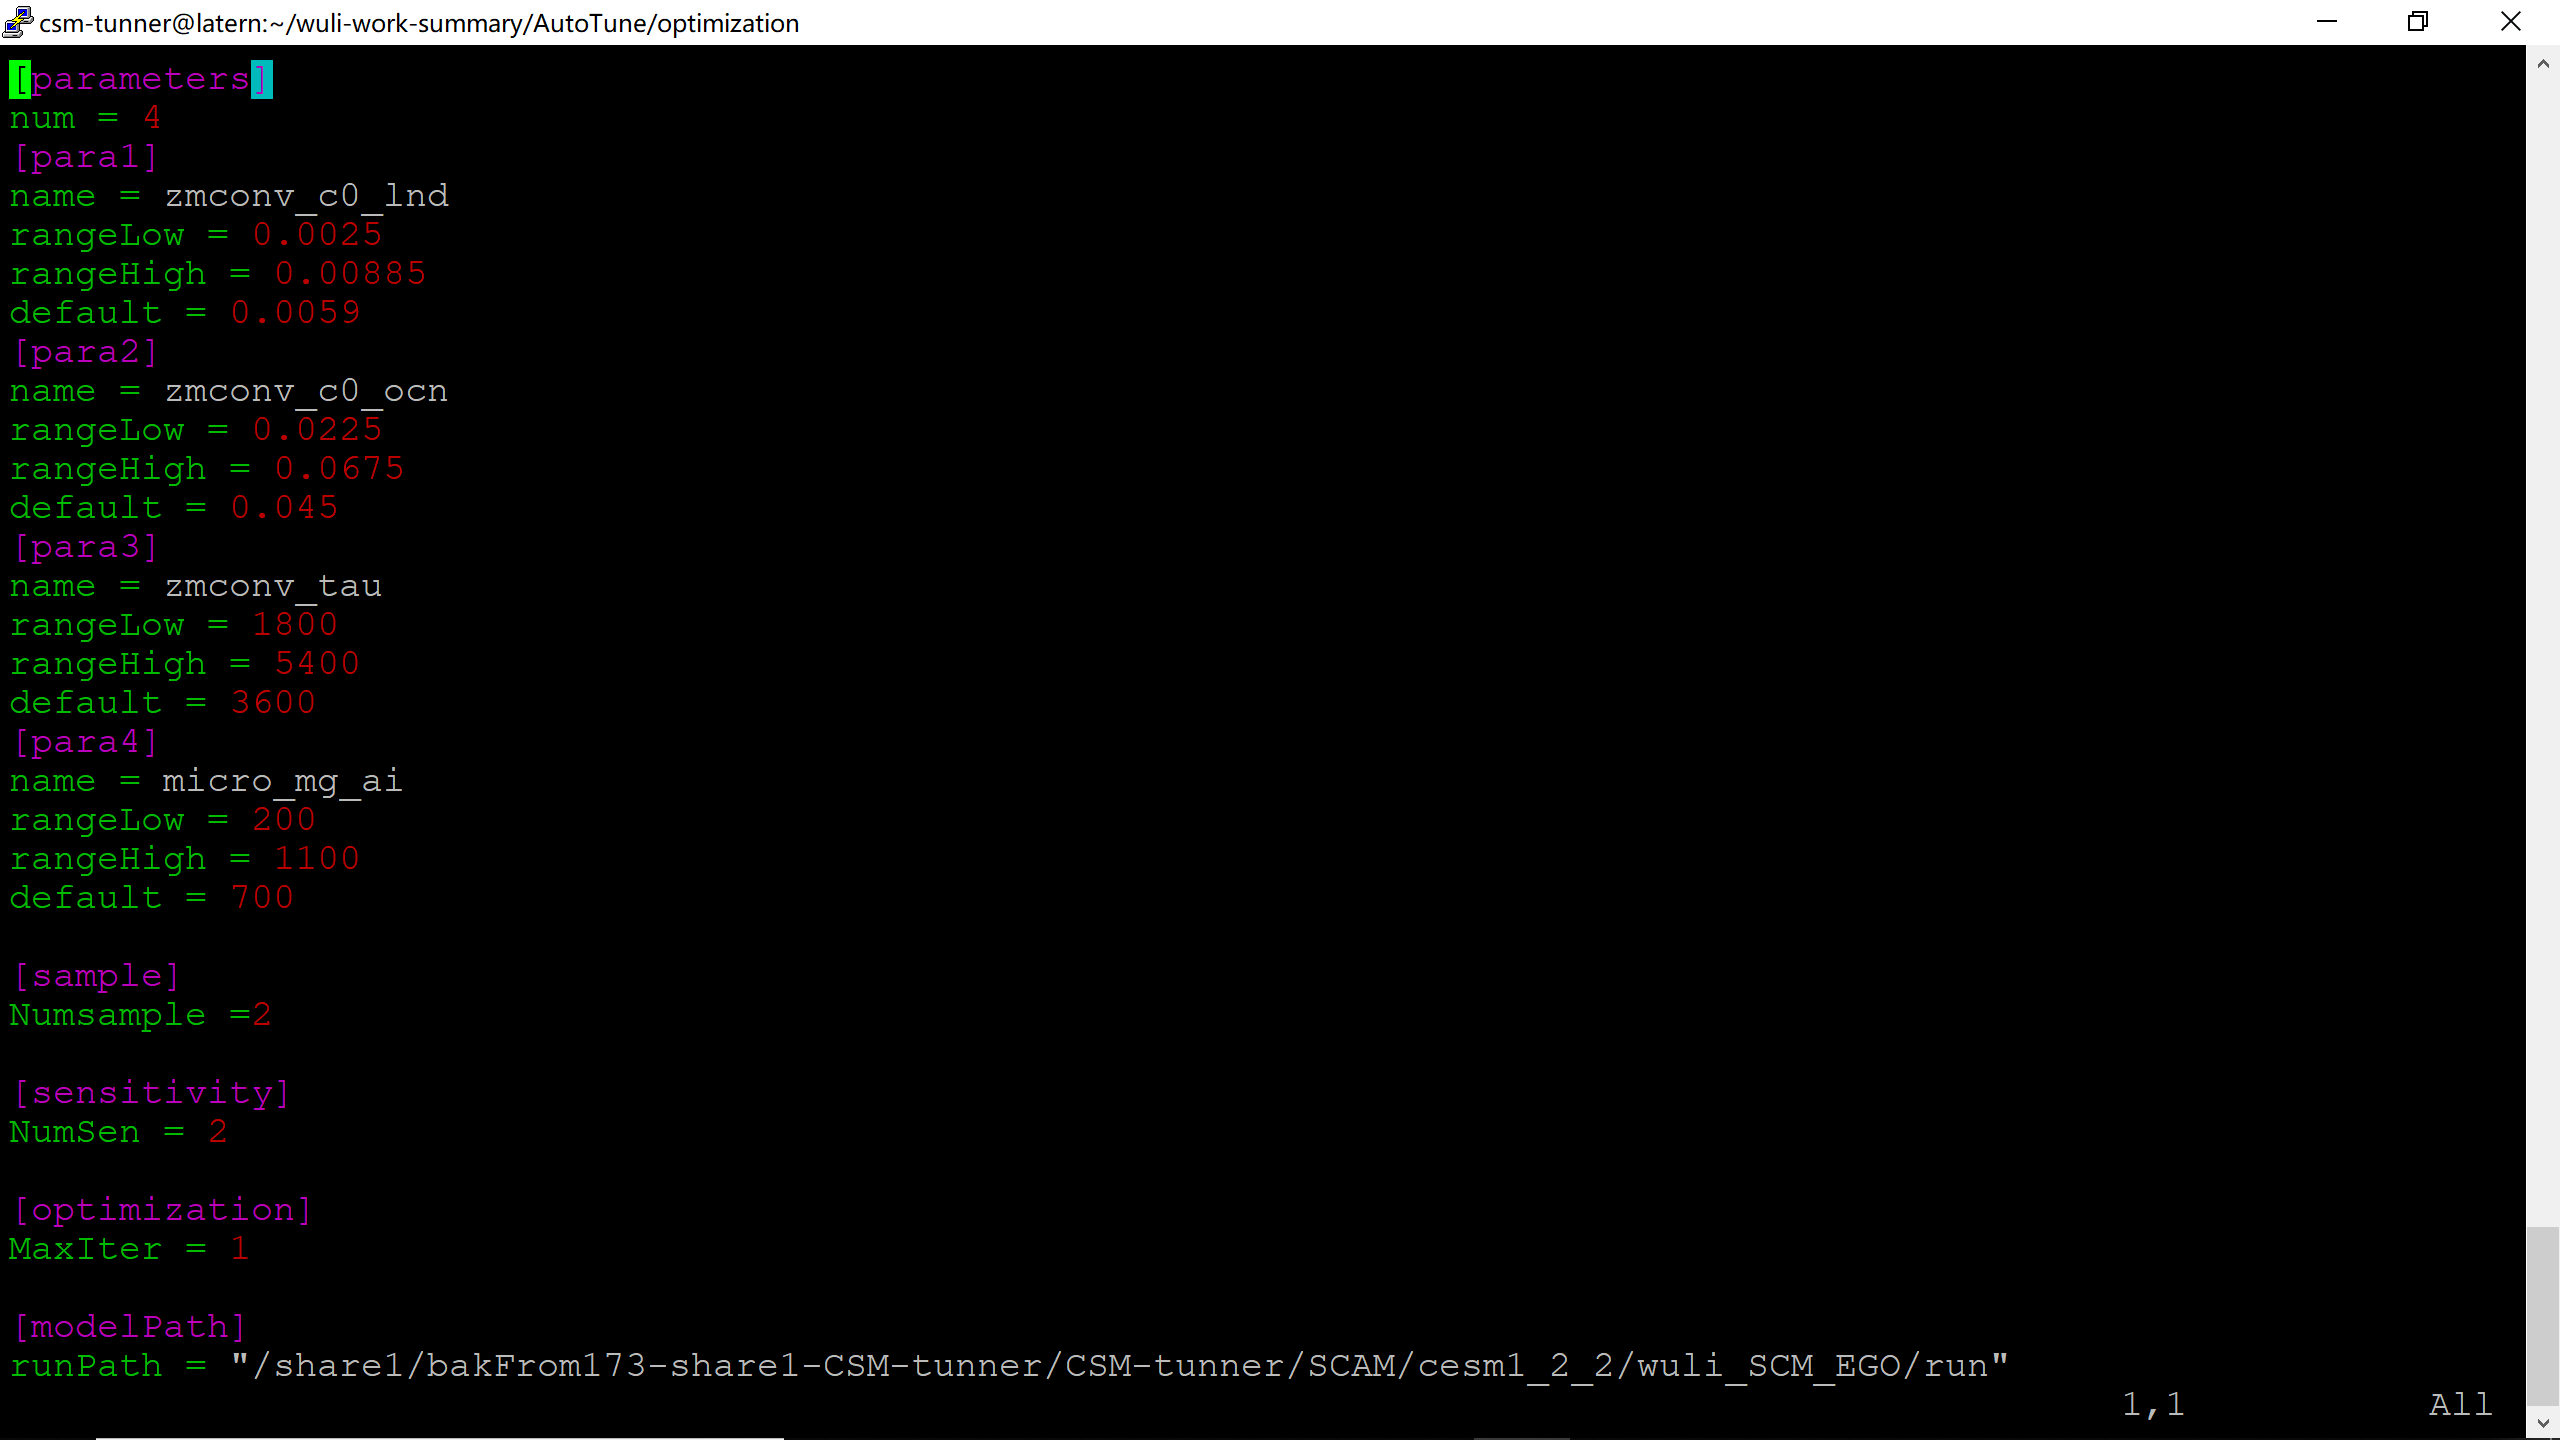 csm-tunner@latern:~/wuli-work-summary/AutoTune/optimization
[parameters]
num = 4
[para1]
name = zmconv_c0_lnd
rangeLow = 0.0025
rangeHigh = 0.00885
default = 0.0059
[para2]
name = zmconv_c0_ocn
rangeLow = 0.0225
rangeHigh = 0.0675
default = 0.045
[para3]
name = zmconv_tau
rangeLow = 1800
rangeHigh = 5400
default = 3600
[para4]
name = micro_mg_ai
rangeLow = 200
rangeHigh = 1100
default = 700
[sample]
Numsample =2
[sensitivity]
NumSen = 2
[optimization]
MaxIter = 1
[modelPath]
runPath = "/share1/bakFrom173-share1-CSM-tunner/CSM-tunner/SCAM/cesm1_2_2/wuli_SCM_EGO/run"
1,1 All